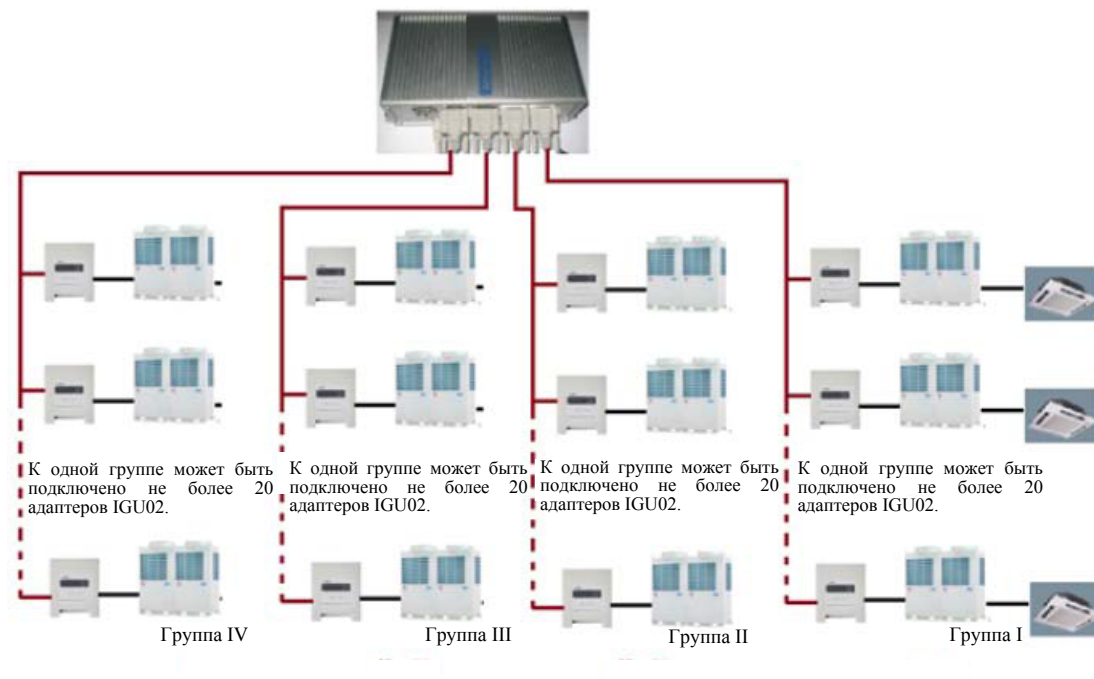 К одной группе может быть
подключено не более 20
адаптеров IGU02.
К одной группе может быть
подключено не более 20
адаптеров IGU02.
К одной группе может быть
подключено не более 20
адаптеров IGU02.
К одной группе может быть
подключено не более 20
адаптеров IGU02.
Группа IV
Группа III
Группа II
Группа I